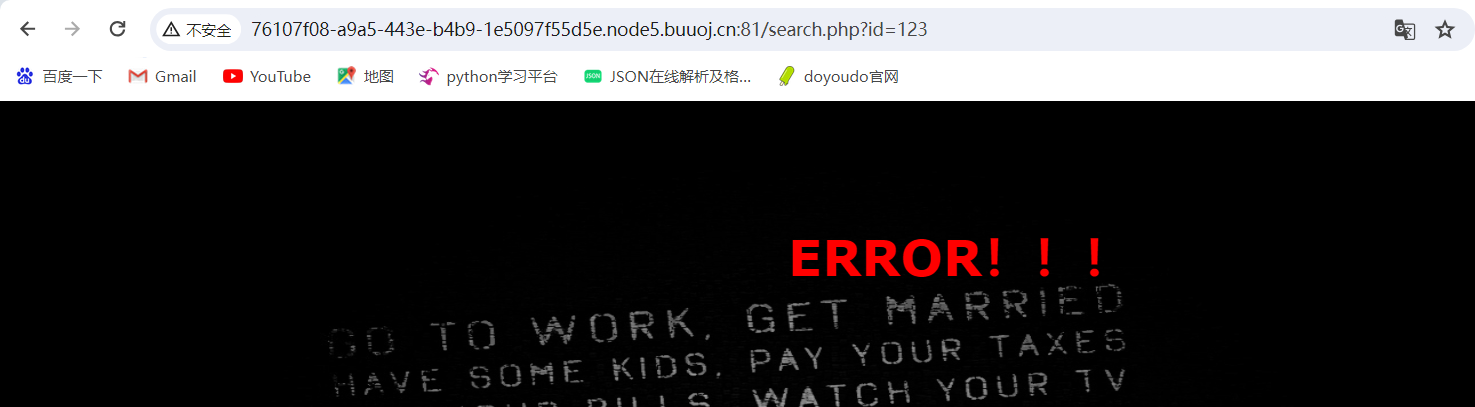 不安全 76107f08-a9a5-443e-b4b9-1e5097f55d5e.node5.buuoj.cn:81/search.php?id=123
百度一下 Gmail YouTube 地图 python学习平台 JSON JSON在线解析及格... doyoudo官网
ERROR！！！
GO TO WORK, GET MARRIED
HAVE SOME KIDS, PAY YOUR TAXES
YOUR BILLS, WATCH YOUR TV